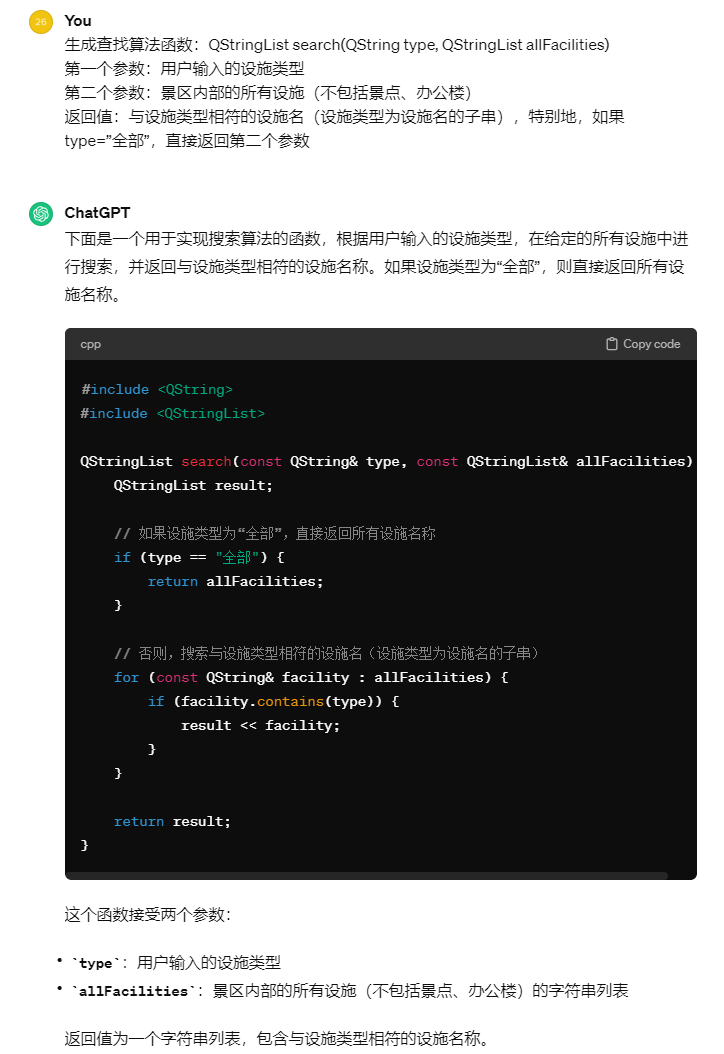 26 You
生成查找算法函数：QStringList search(QString type, QStringList allFacilities)
第一个参数：用户输入的设施类型
第二个参数：景区内部的所有设施（不包括景点、办公楼）
返回值：与设施类型相符的设施名（设施类型为设施名的子串），特别地，如果
type=”全部”，直接返回第二个参数
ChatGPT
下面是一个用于实现搜索算法的函数，根据用户输入的设施类型，在给定的所有设施中进
行搜索，并返回与设施类型相符的设施名称。如果设施类型为“全部”，则直接返回所有设
施名称。
cpp Copy code
#include <QString>
#include <QStringList>
QStringList search(const QString& type, const QStringList& allFacilities)
QStringList result;
// 如果设施类型为“全部”，直接返回所有设施名称
if (type == "全部") {
return allFacilities;
}
// 否则，搜索与设施类型相符的设施名（设施类型为设施名的子串）
for (const QString& facility : allFacilities) {
if (facility.contains(type)) {
result << facility;
}
}
return result;
}
这个函数接受两个参数：
• `type`：用户输入的设施类型
• `allFacilities`：景区内部的所有设施（不包括景点、办公楼）的字符串列表
返回值为一个字符串列表，包含与设施类型相符的设施名称。